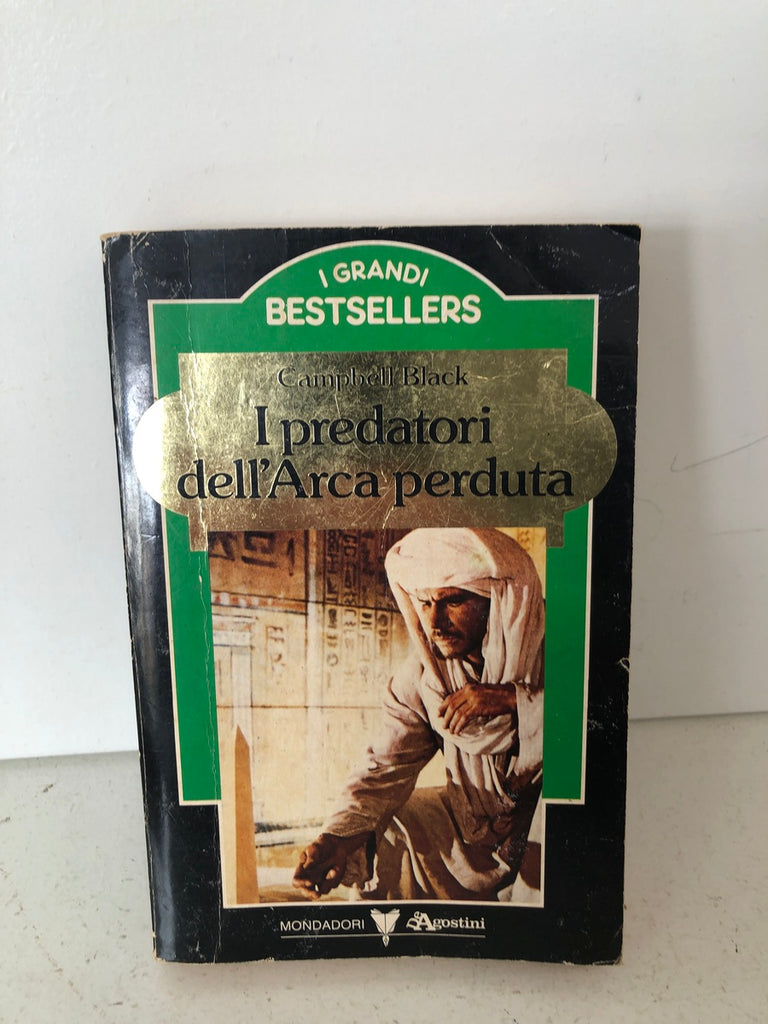 I GRANDI
BESTSELLERS
Campbell Black
I predatori
dell'Arca perduta
MONDADORI DeAgostini